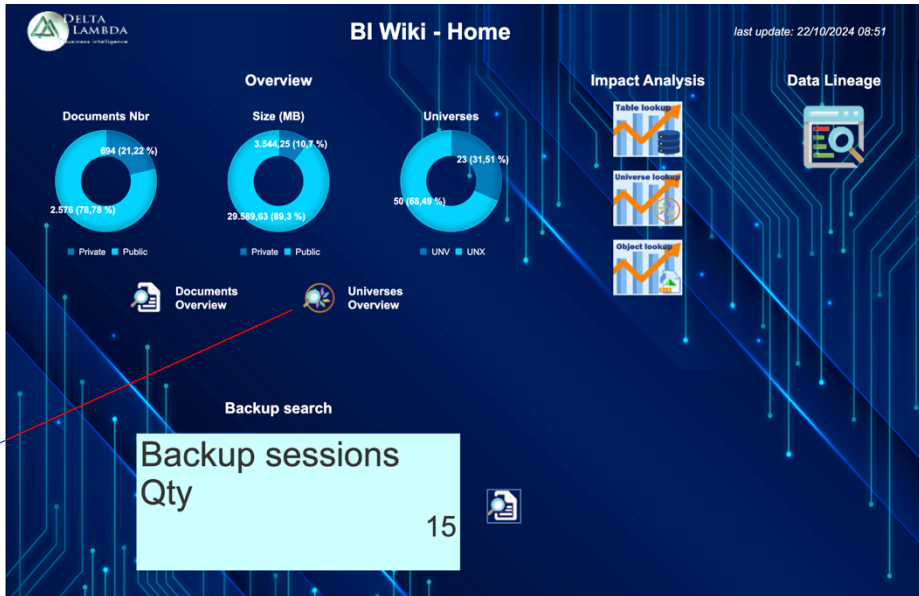 DELTA
LAMBDA
business intelligence
BI Wiki - Home
last update: 22/10/2024 08:51
Overview
Impact Analysis
Data Lineage
Documents Nbr
Size (MB)
Universes
694 (21,22 %)
2.576 (78,78 %)
Private Public
3.544,25 (10,7 %)
29.589,63 (89,3 %)
Private Public
23 (31,51 %)
50 (68,49 %)
UNV UNX
Table lookup
Universe lookup
Object lookup
Documents
Overview
Universes
Overview
Backup search
Backup sessions
Qty
15